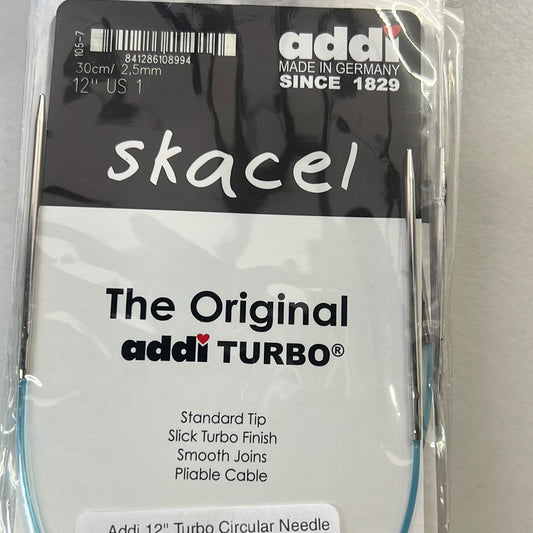 105-7
841286108994
30cm/ 2,5mm
12" US 1
addi
MADE IN GERMANY
SINCE 1829
skacel
The Original
addi TURBO®
Standard Tip
Slick Turbo Finish
Smooth Joins
Pliable Cable
Addi 12" Turbo Circular Needle